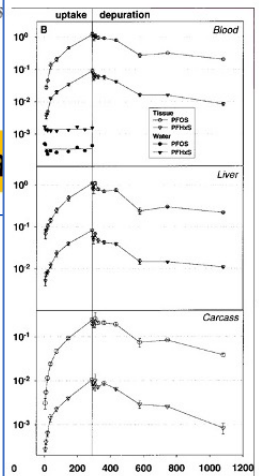 uptake depuration
B Blood
10⁰
10⁻¹
10⁻²
10⁻³
Tissue
PFOS
PFHxS
Water
PFOS
PFHxS
Liver
10⁰
10⁻¹
10⁻²
Carcass
10⁻¹
10⁻²
10⁻³
0 0 200 400 600 800 1000 1200